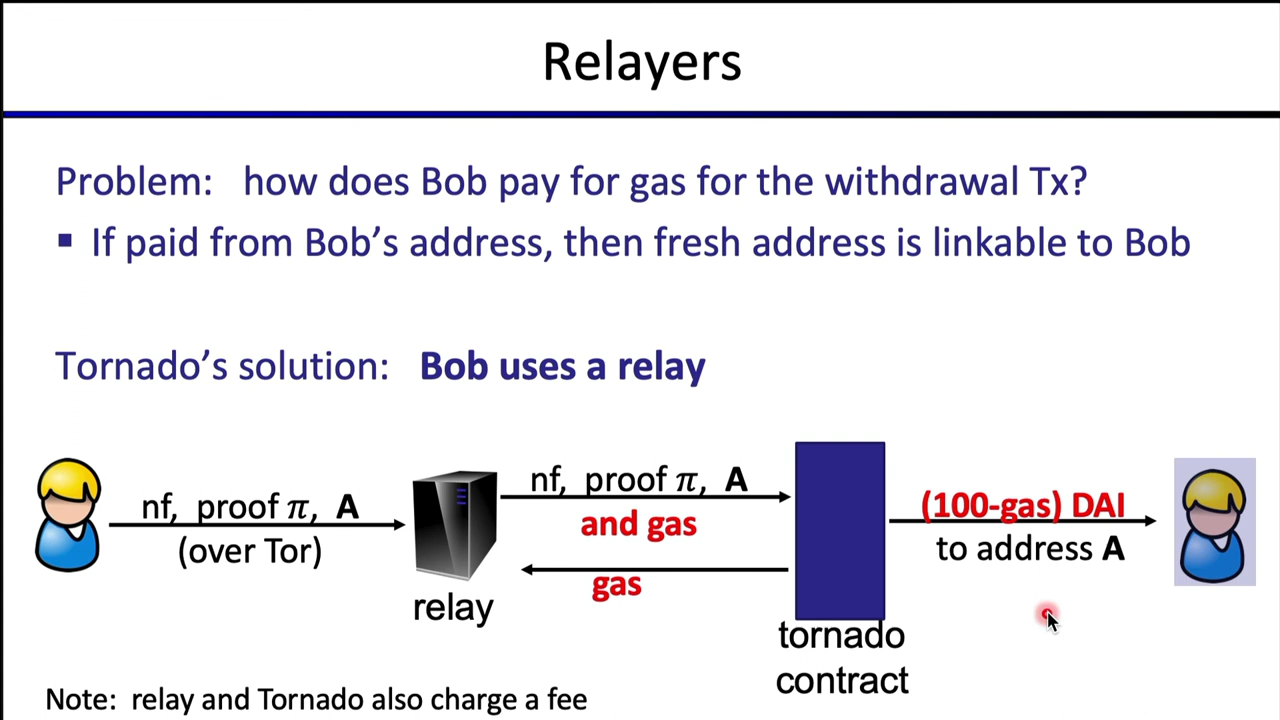 Relayers
Problem: how does Bob pay for gas for the withdrawal Tx?
▪ If paid from Bob’s address, then fresh address is linkable to Bob
Tornado’s solution: Bob uses a relay
nf, proof π, A
(over Tor)
relay
nf, proof π, A
and gas
gas
tornado
contract
(100-gas) DAI
to address A
Note: relay and Tornado also charge a fee